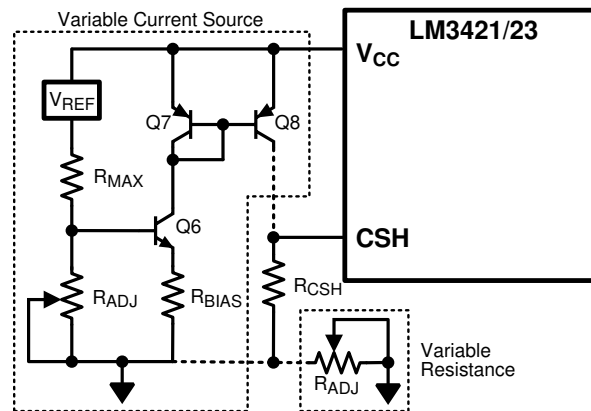 Variable Current Source
LM3421/23
VCC
VREF
Q7
Q8
RMAX
Q6
CSH
RADJ
RBIAS
RCSH
RADJ
Variable
Resistance